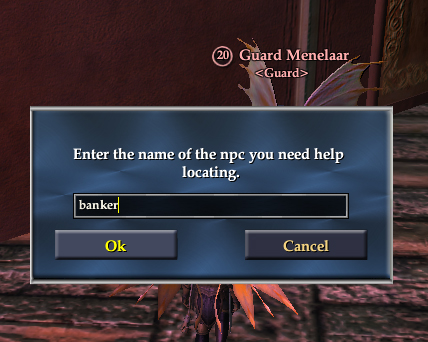 20 Guard Menelaar
<Guard>
Enter the name of the npc you need help
locating.
banker
Ok Cancel